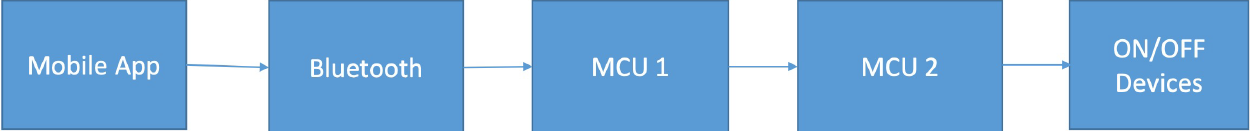 Mobile App
Bluetooth
MCU 1
MCU 2
ON/OFF
Devices